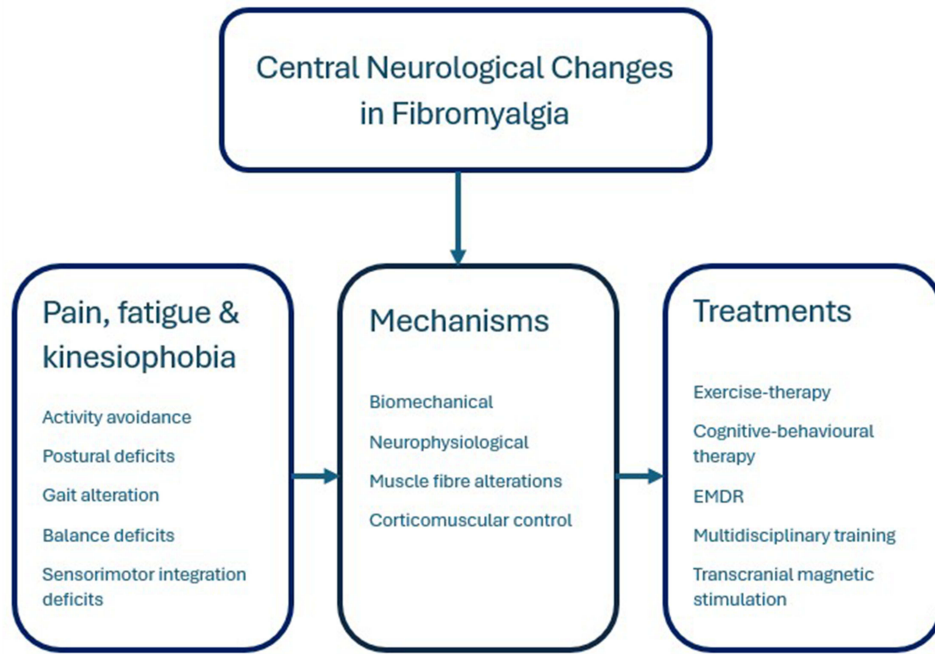 Central Neurological Changes
in Fibromyalgia
Pain, fatigue &
kinesiophobia
Activity avoidance
Postural deficits
Gait alteration
Balance deficits
Sensorimotor integration
deficits
Mechanisms
Biomechanical
Neurophysiological
Muscle fibre alterations
Corticomuscular control
Treatments
Exercise-therapy
Cognitive-behavioural
therapy
EMDR
Multidisciplinary training
Transcranial magnetic
stimulation